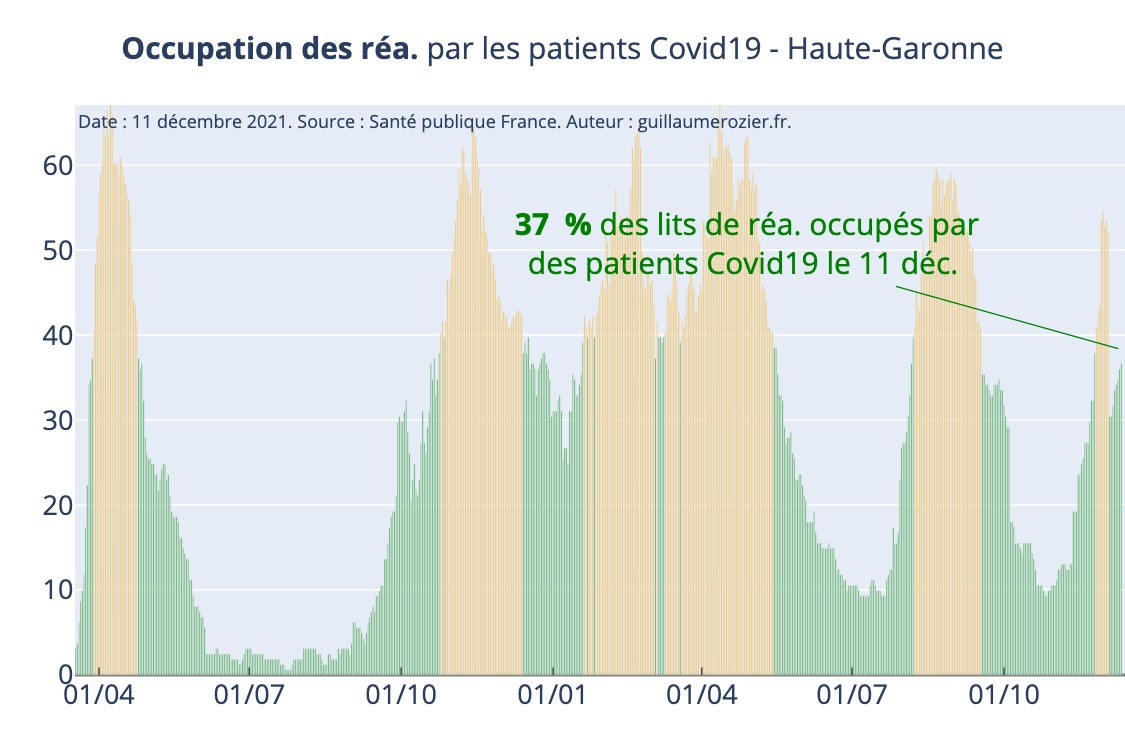 Occupation des réa. par les patients Covid19 - Haute-Garonne
Date : 11 décembre 2021. Source : Santé publique France. Auteur : guillaumerozier.fr.
60
50
40
30
20
10
0
37 % des lits de réa. occupés par
des patients Covid19 le 11 déc.
01/04 01/07 01/10 01/01 01/04 01/07 01/10